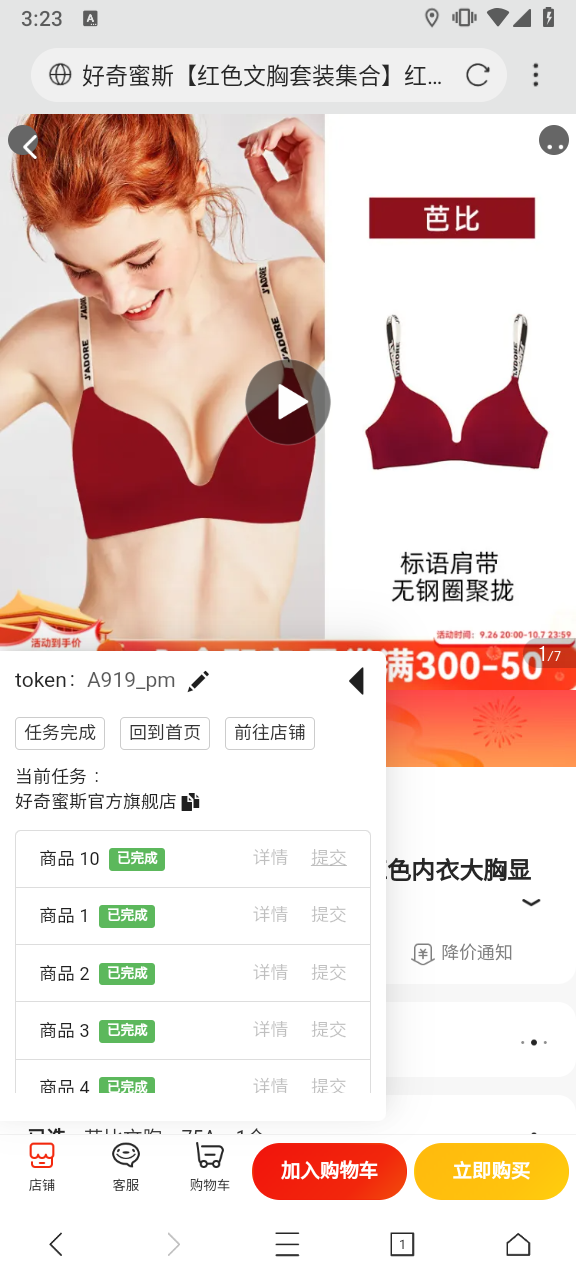 3:23
A
好奇蜜斯【红色文胸套装集合】红...
芭比
J'ADORE
J'ADORE
标语肩带
无钢圈聚拢
活动到手价
活动时间：9.26 20:00-10.7 23:59
满300-50
1/7
token： A919_pm
任务完成 回到首页 前往店铺
当前任务：
好奇蜜斯官方旗舰店
色内衣大胸显
商品 10 已完成 详情 提交
商品 1 已完成 详情 提交
降价通知
商品 2 已完成 详情 提交
商品 3 已完成 详情 提交
商品 4 已完成 详情 提交
店铺 客服 购物车 加入购物车 立即购买
1